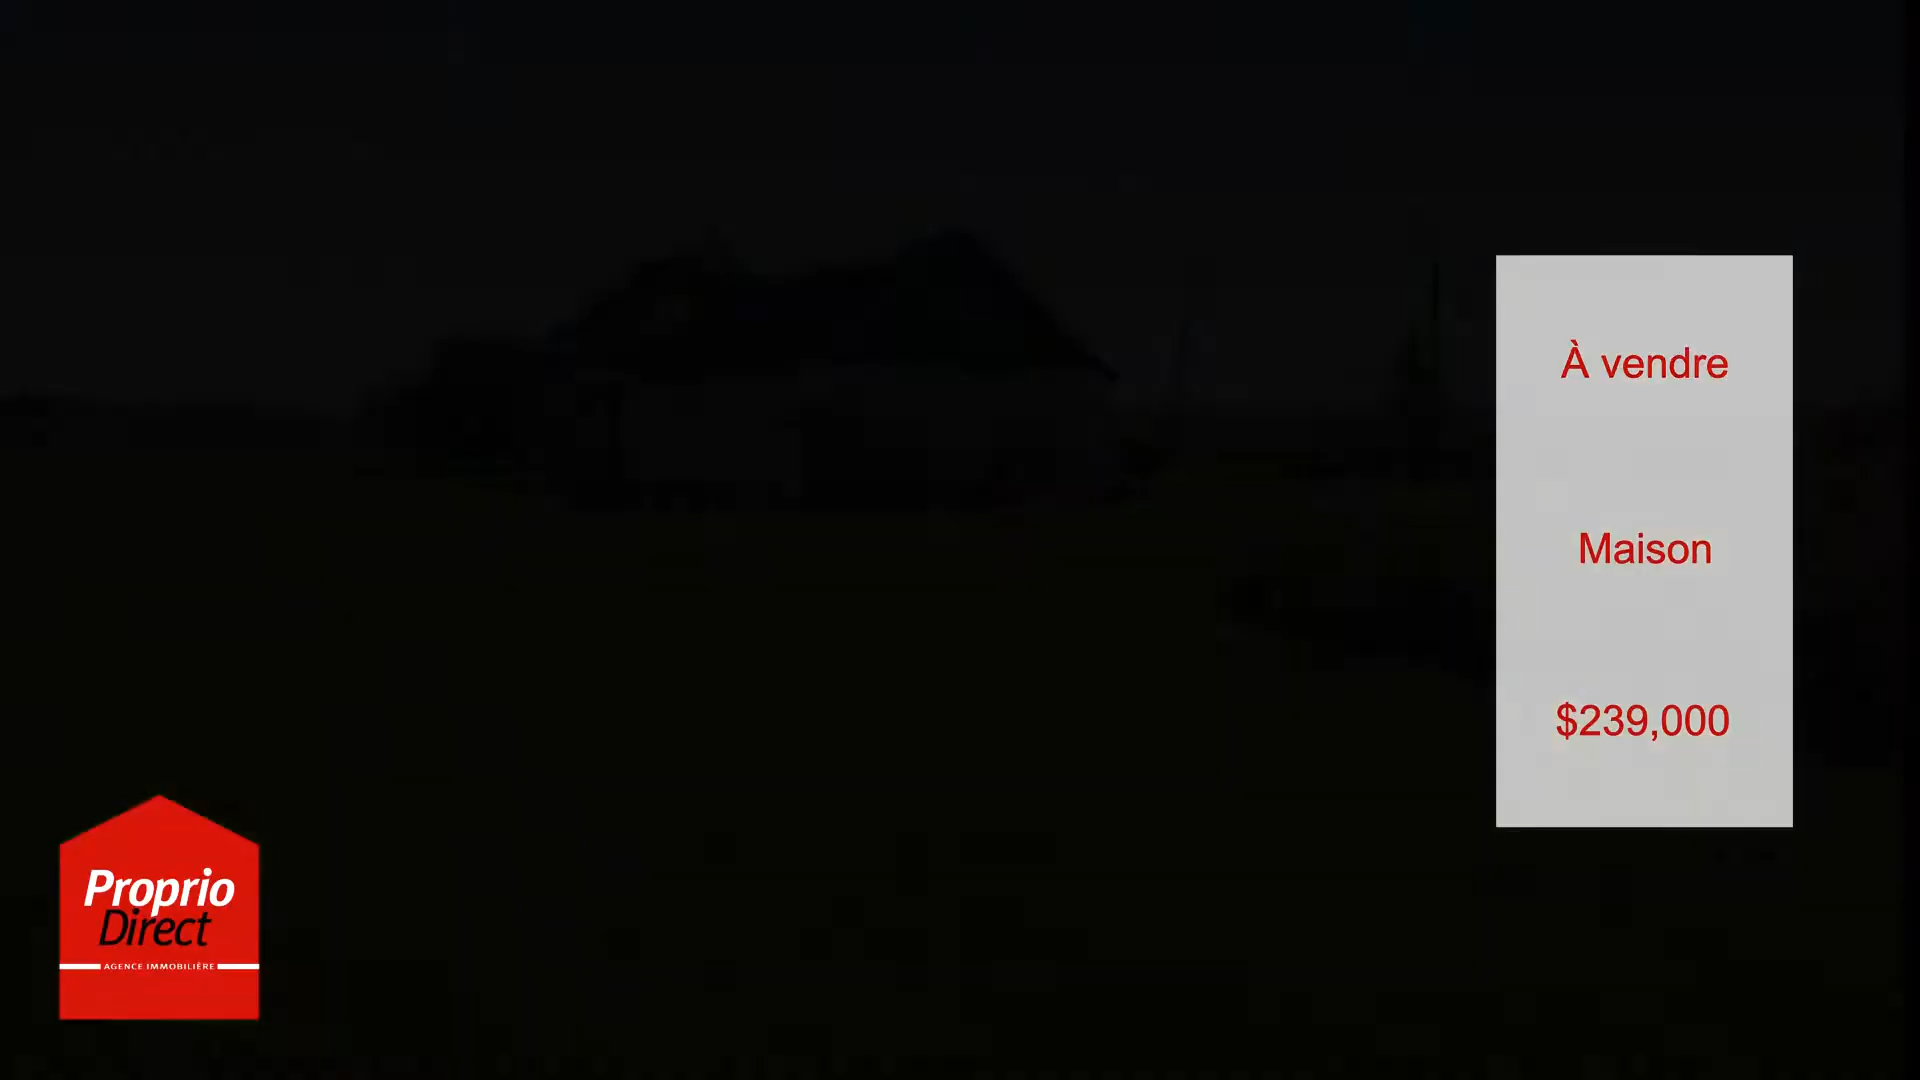 À vendre
Maison
$239,000
Proprio
Direct
AGENCE IMMOBILIÈRE